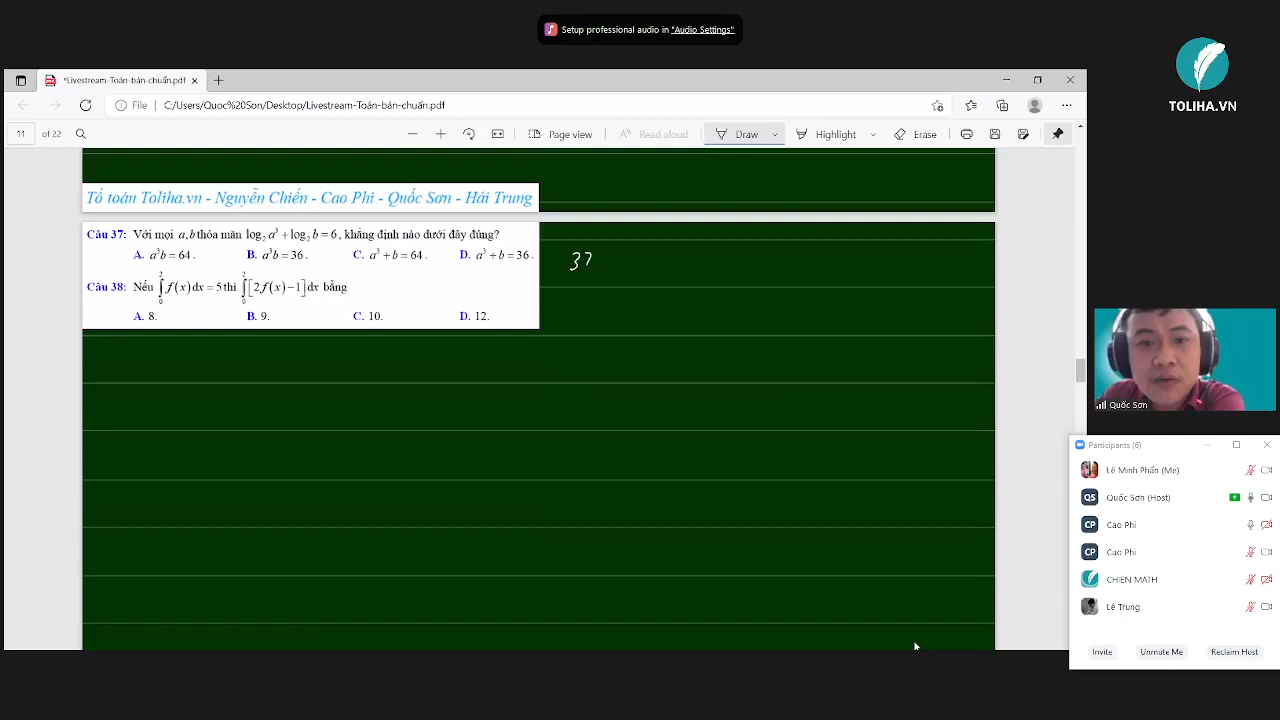 Setup professional audio in "Audio Settings"
TOLIHA.VN
*Livestream-Toán-bản-chuẩn.pdf
File C:/Users/Quoc%20Son/Desktop/Livestream-Toán-bản-chuẩn.pdf
11 of 22 Page view Read aloud Draw Highlight Erase
Tổ toán Toliha.vn - Nguyễn Chiến - Cao Phi - Quốc Sơn - Hải Trung
Câu 37: Với mọi a, b thỏa mãn log₂ a³ + log₂ b = 6, khẳng định nào dưới đây đúng?
A. a³b = 64. B. a³b = 36. C. a³ + b = 64. D. a³ + b = 36.
37
Câu 38: Nếu ∫₀² f(x)dx = 5 thì ∫₀² [2f(x) − 1]dx bằng
A. 8. B. 9. C. 10. D. 12.
Quốc Sơn
Participants (6)
Lê Minh Phấn (Me)
QS Quốc Sơn (Host)
CP Cao Phi
CP Cao Phi
CHIEN MATH
Lê Trung
Invite Unmute Me Reclaim Host